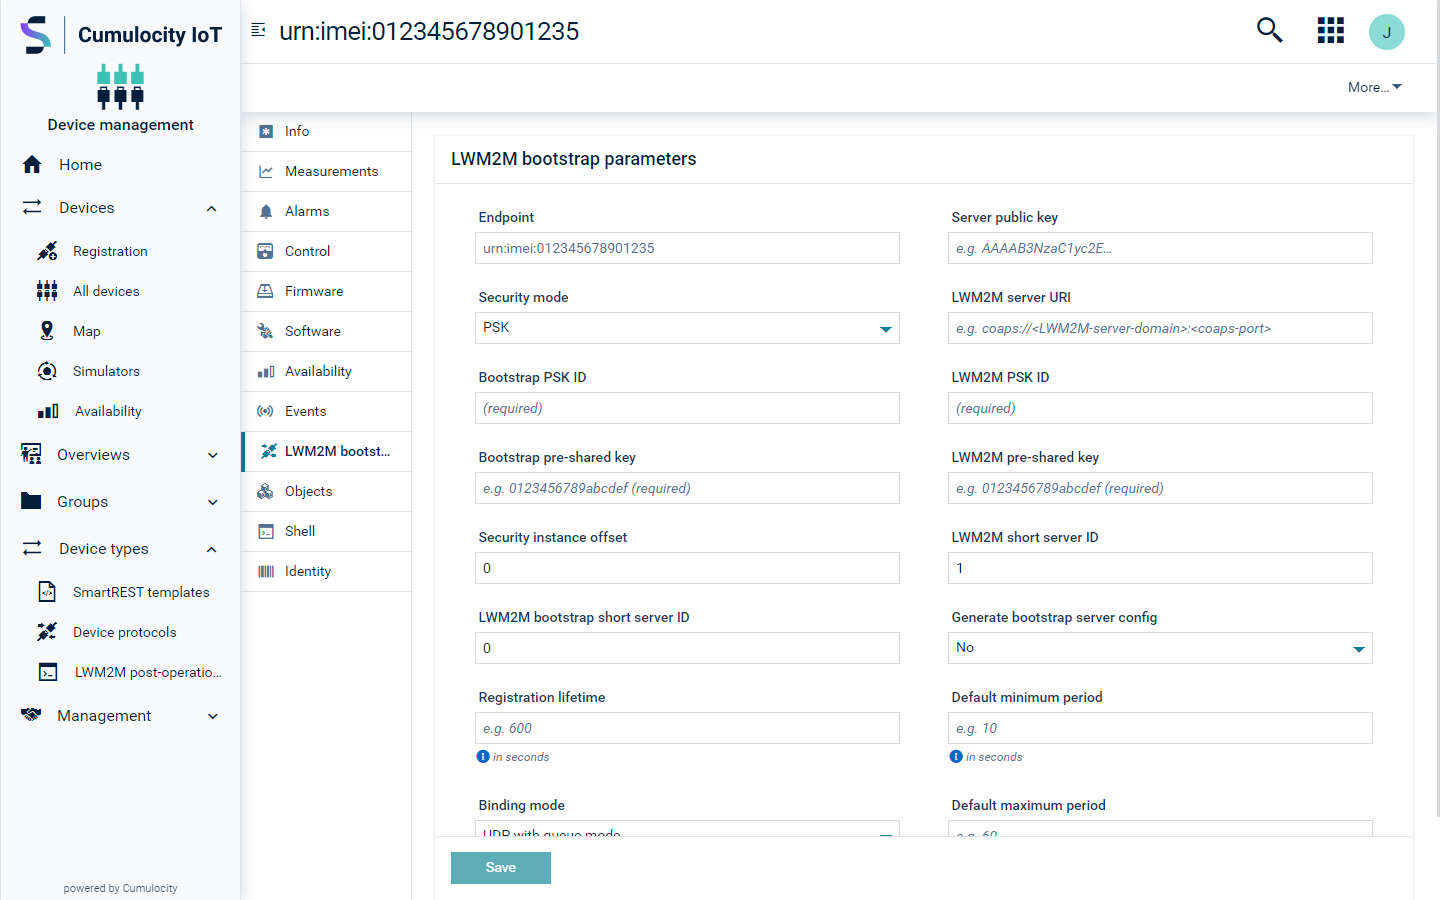 Cumulocity IoT
Device management
Home
Devices
Registration
All devices
Map
Simulators
Availability
Overviews
Groups
Device types
SmartREST templates
Device protocols
LWM2M post-operatio...
Management
powered by Cumulocity
urn:imei:012345678901235
J
More...
Info
Measurements
Alarms
Control
Firmware
Software
Availability
Events
LWM2M bootst...
Objects
Shell
Identity
LWM2M bootstrap parameters
Endpoint
urn:imei:012345678901235
Server public key
e.g. AAAAB3NzaC1yc2E...
Security mode
PSK
LWM2M server URI
e.g. coaps://<LWM2M-server-domain>:<coaps-port>
Bootstrap PSK ID
(required)
LWM2M PSK ID
(required)
Bootstrap pre-shared key
e.g. 0123456789abcdef (required)
LWM2M pre-shared key
e.g. 0123456789abcdef (required)
Security instance offset
0
LWM2M short server ID
1
LWM2M bootstrap short server ID
0
Generate bootstrap server config
No
Registration lifetime
e.g. 600
in seconds
Default minimum period
e.g. 10
in seconds
Binding mode
UDP with queue mode
Default maximum period
e.g. 60
Save